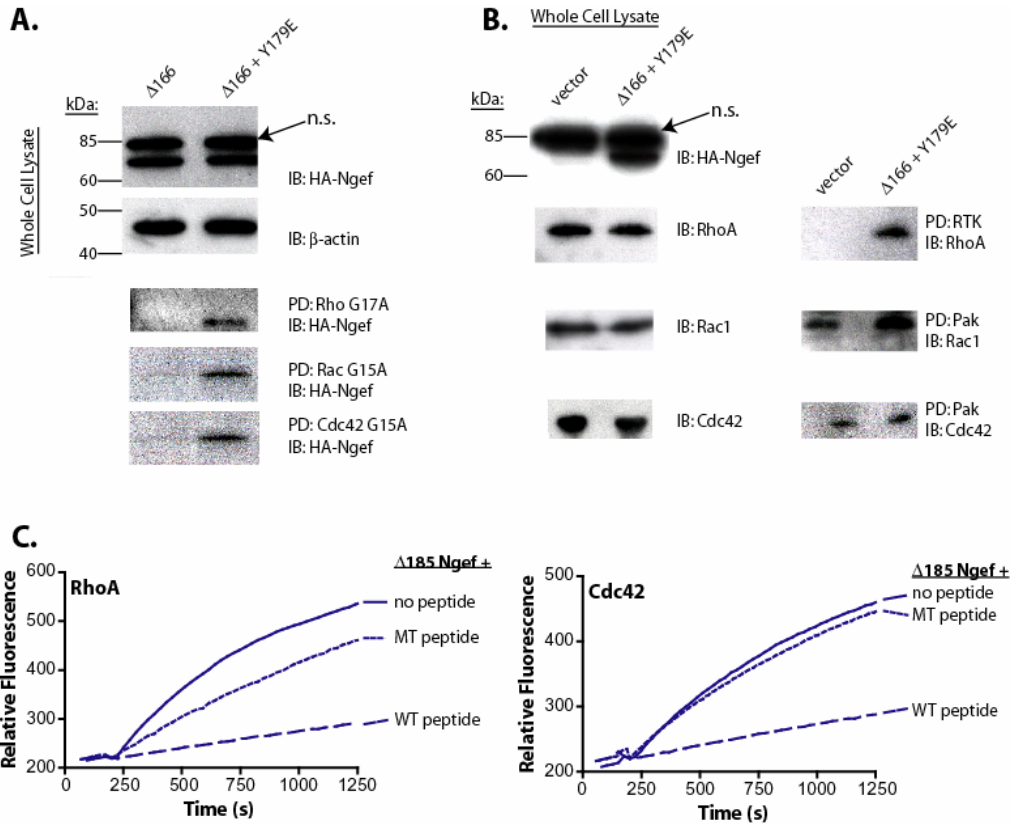 A.
Δ166
Δ166 + Y179E
kDa:
n.s.
85
60
IB: HA-Ngef
50
40
IB: β-actin
Whole Cell Lysate
PD: Rho G17A
IB: HA-Ngef
PD: Rac G15A
IB: HA-Ngef
PD: Cdc42 G15A
IB: HA-Ngef
B.
Whole Cell Lysate
vector
Δ166 + Y179E
kDa:
n.s.
85
60
IB: HA-Ngef
vector
Δ166 + Y179E
IB: RhoA
PD: RTK
IB: RhoA
IB: Rac1
PD: Pak
IB: Rac1
IB: Cdc42
PD: Pak
IB: Cdc42
C.
RhoA
Δ185 Ngef +
no peptide
MT peptide
WT peptide
Relative Fluorescence
600
500
400
300
200
0
250
500
750
1000
1250
Time (s)
Cdc42
Δ185 Ngef +
no peptide
MT peptide
WT peptide
Relative Fluorescence
500
400
300
200
0
250
500
750
1000
1250
Time (s)